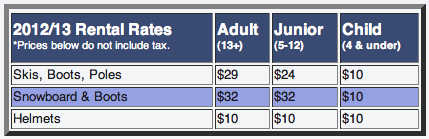 2012/13 Rental Rates Adult Junior Child
*Prices below do not include tax. (13+) (5-12) (4 & under)
Skis, Boots, Poles $29 $24 $10
Snowboard & Boots $32 $32 $10
Helmets $10 $10 $10